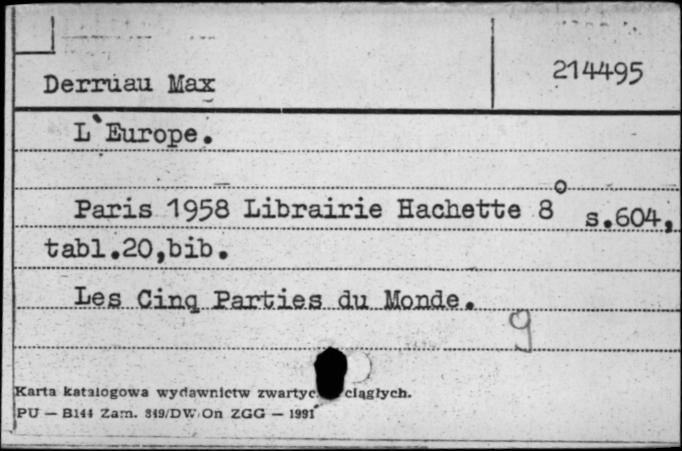 Derruau Max 214495
L'Europe.
Paris 1958 Librairie Hachette 8° s.604,
tabl.20,bib.
Les Cinq Parties du Monde.
9
Karta katalogowa wydawnictw zwartyc ciągłych.
PU — B144 Zam. 849/DW/On ZGG — 1991